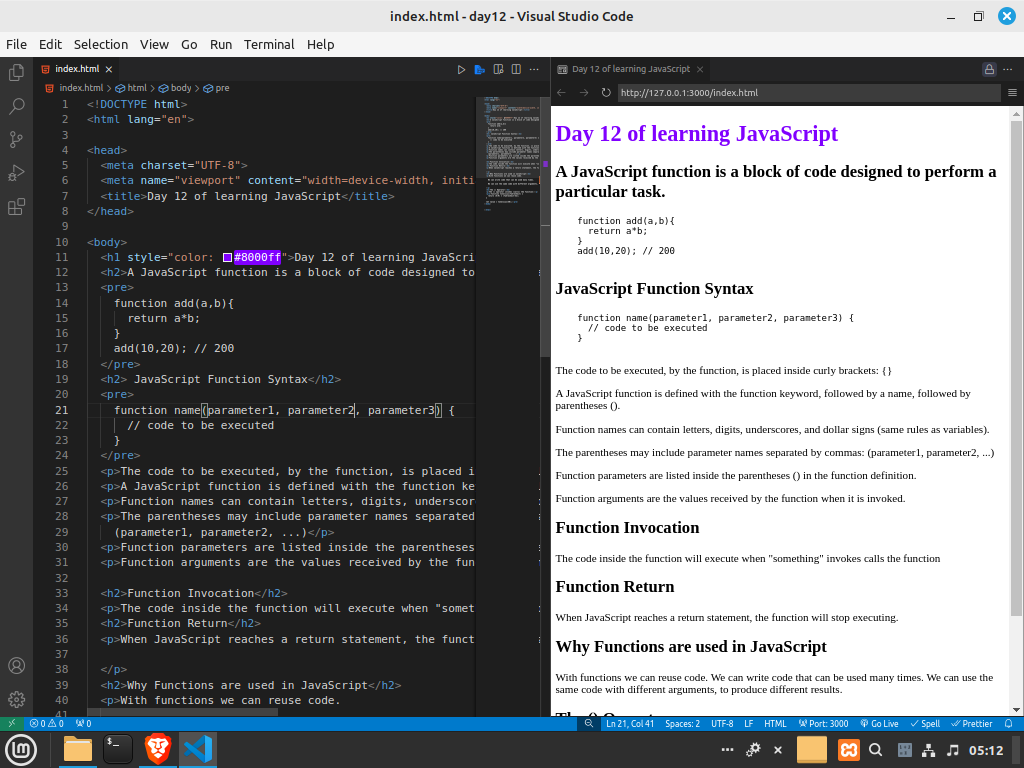 index.html - day12 - Visual Studio Code
File Edit Selection View Go Run Terminal Help
index.html
index.html > html > body > pre
1 <!DOCTYPE html>
2 <html lang="en">
3
4 <head>
5 <meta charset="UTF-8">
6 <meta name="viewport" content="width=device-width, initi
7 <title>Day 12 of learning JavaScript</title>
8 </head>
9
10 <body>
11 <h1 style="color: #8000ff">Day 12 of learning JavaScri
12 <h2>A JavaScript function is a block of code designed to
13 <pre>
14 function add(a,b){
15 return a*b;
16 }
17 add(10,20); // 200
18 </pre>
19 <h2> JavaScript Function Syntax</h2>
20 <pre>
21 function name(parameter1, parameter2, parameter3) {
22 // code to be executed
23 }
24 </pre>
25 <p>The code to be executed, by the function, is placed i
26 <p>A JavaScript function is defined with the function ke
27 <p>Function names can contain letters, digits, underscor
28 <p>The parentheses may include parameter names separated
29 (parameter1, parameter2, ...)</p>
30 <p>Function parameters are listed inside the parentheses
31 <p>Function arguments are the values received by the fun
32
33 <h2>Function Invocation</h2>
34 <p>The code inside the function will execute when "somet
35 <h2>Function Return</h2>
36 <p>When JavaScript reaches a return statement, the funct
37
38 </p>
39 <h2>Why Functions are used in JavaScript</h2>
40 <p>With functions we can reuse code.
41
Day 12 of learning JavaScript
http://127.0.0.1:3000/index.html
Day 12 of learning JavaScript
A JavaScript function is a block of code designed to perform a
particular task.
function add(a,b){
return a*b;
}
add(10,20); // 200
JavaScript Function Syntax
function name(parameter1, parameter2, parameter3) {
// code to be executed
}
The code to be executed, by the function, is placed inside curly brackets: {}
A JavaScript function is defined with the function keyword, followed by a name, followed by
parentheses ().
Function names can contain letters, digits, underscores, and dollar signs (same rules as variables).
The parentheses may include parameter names separated by commas: (parameter1, parameter2, ...)
Function parameters are listed inside the parentheses () in the function definition.
Function arguments are the values received by the function when it is invoked.
Function Invocation
The code inside the function will execute when "something" invokes calls the function
Function Return
When JavaScript reaches a return statement, the function will stop executing.
Why Functions are used in JavaScript
With functions we can reuse code. We can write code that can be used many times. We can use the
same code with different arguments, to produce different results.
0 0 0 Ln 21, Col 41 Spaces: 2 UTF-8 LF HTML Port: 3000 Go Live Spell Prettier
05:12